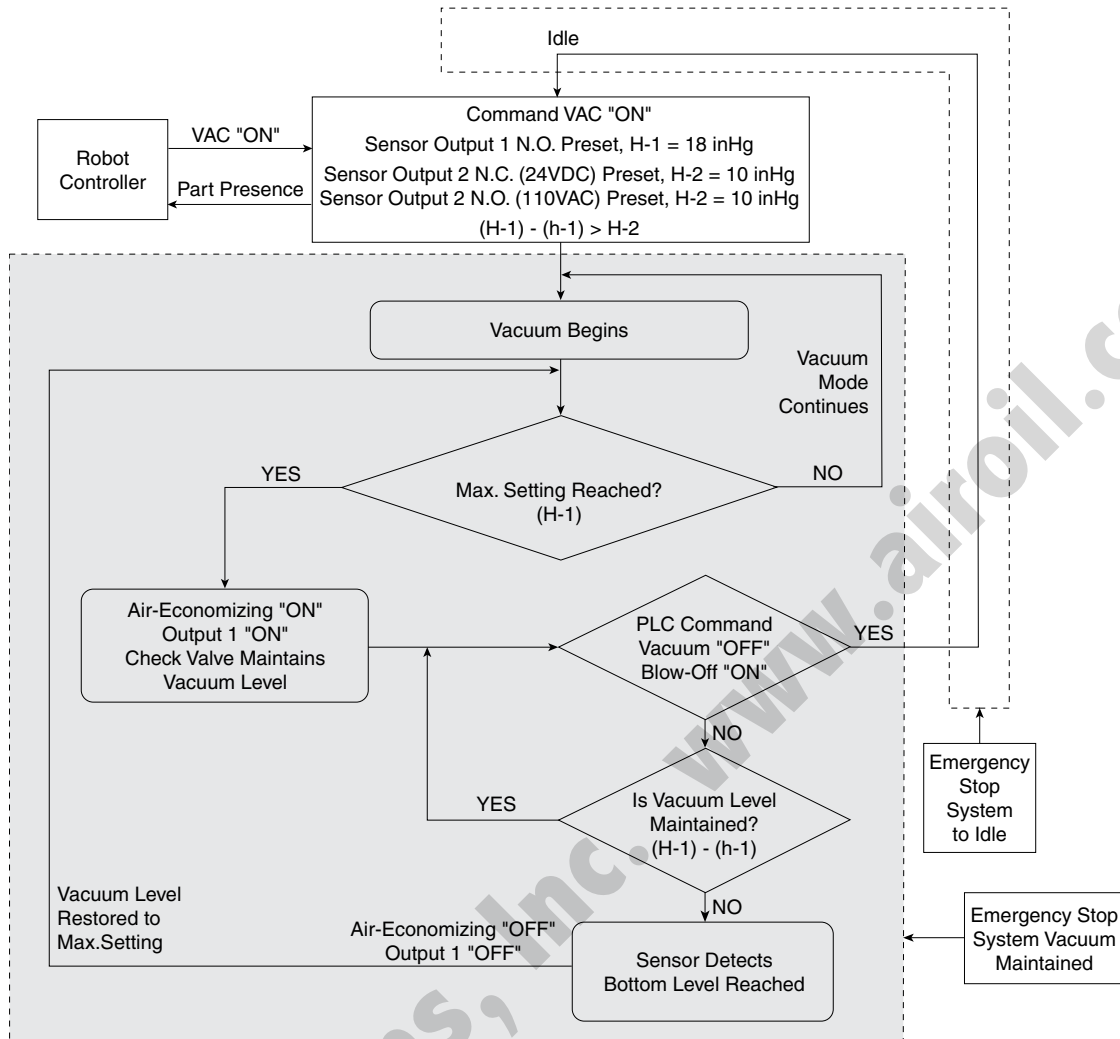 Idle
Command VAC "ON"
Sensor Output 1 N.O. Preset, H-1 = 18 inHg
Sensor Output 2 N.C. (24VDC) Preset, H-2 = 10 inHg
Sensor Output 2 N.O. (110VAC) Preset, H-2 = 10 inHg
(H-1) - (h-1) > H-2
Robot
Controller
VAC "ON"
Part Presence
Vacuum Begins
Vacuum
Mode
Continues
YES
Max. Setting Reached?
(H-1)
NO
Air-Economizing "ON"
Output 1 "ON"
Check Valve Maintains
Vacuum Level
PLC Command
Vacuum "OFF"
Blow-Off "ON"
YES
NO
YES
Is Vacuum Level
Maintained?
(H-1) - (h-1)
NO
Emergency
Stop
System
to Idle
Vacuum Level
Restored to
Max.Setting
Air-Economizing "OFF"
Output 1 "OFF"
Sensor Detects
Bottom Level Reached
Emergency Stop
System Vacuum
Maintained
Inc. www.airoil.c